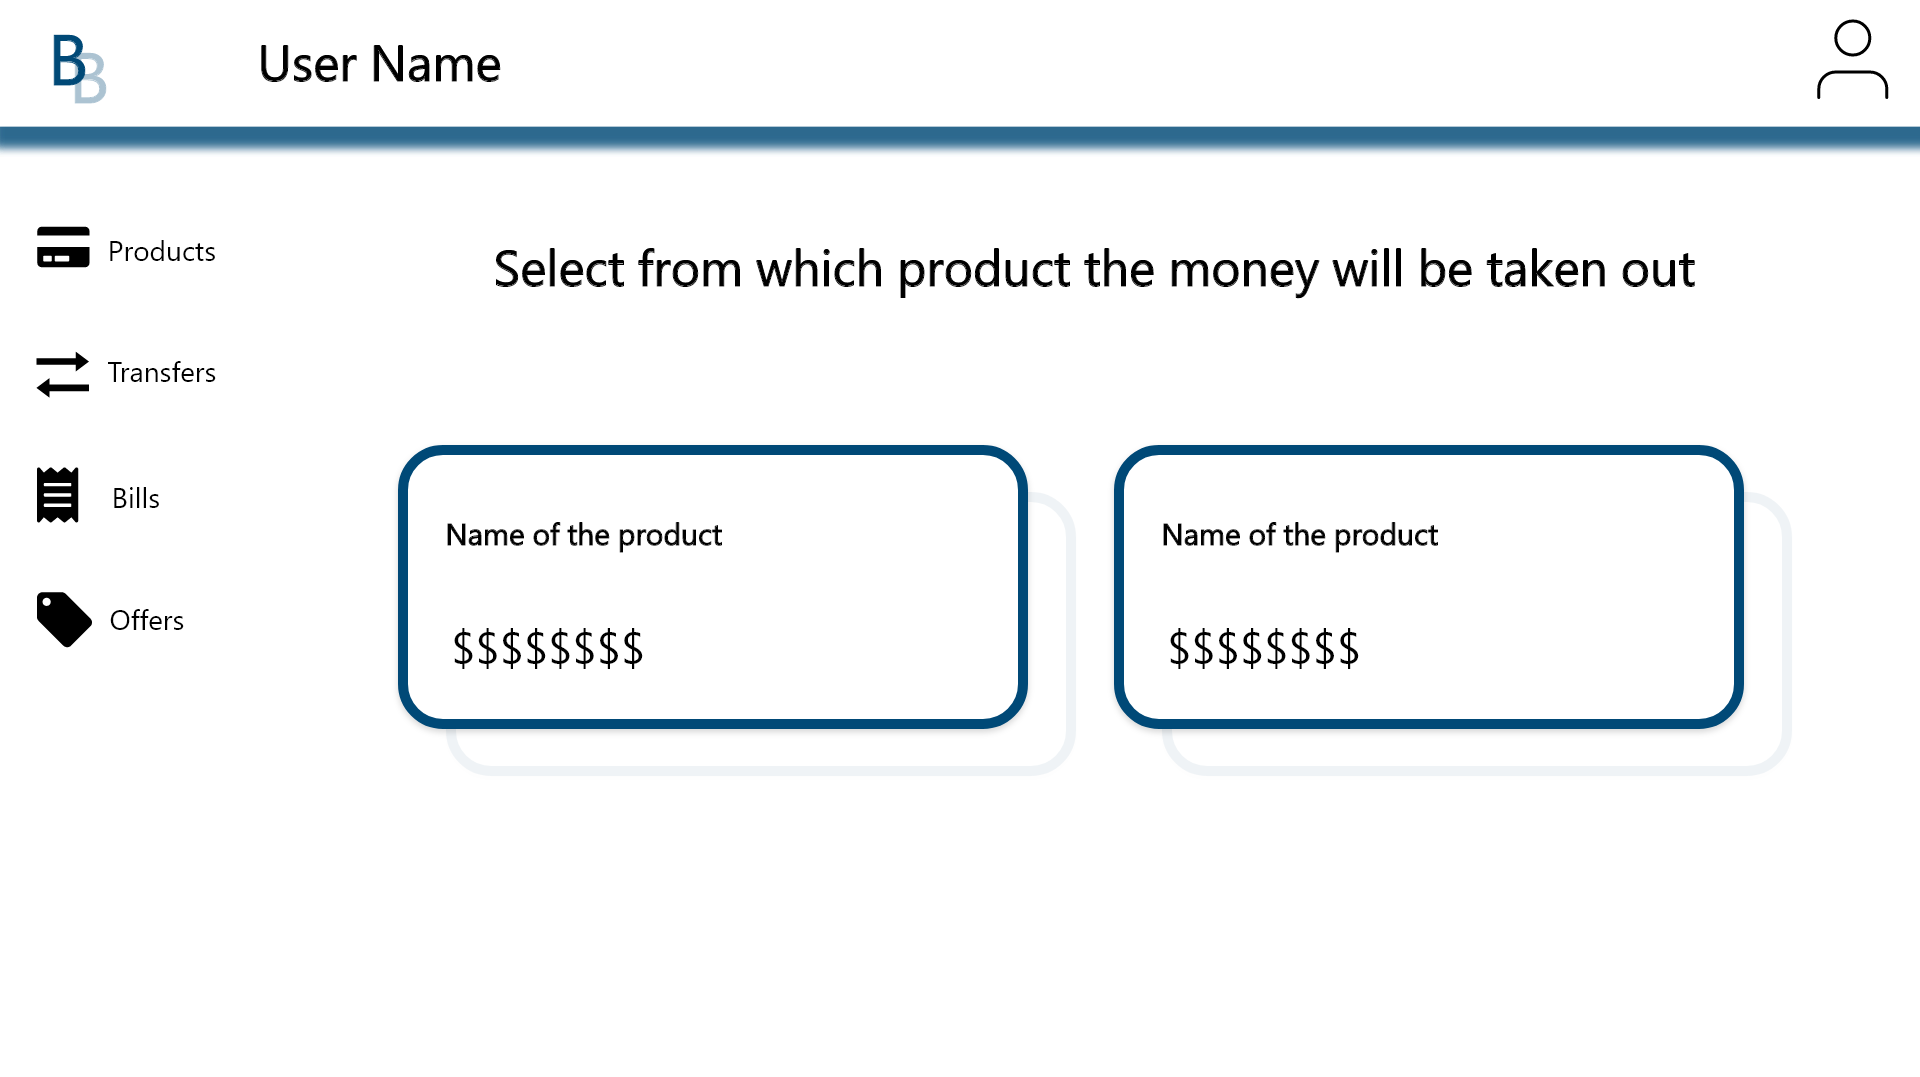 BB
User Name
Products
Select from which product the money will be taken out
Transfers
Bills
Name of the product
Name of the product
Offers
$$$$$$$$
$$$$$$$$